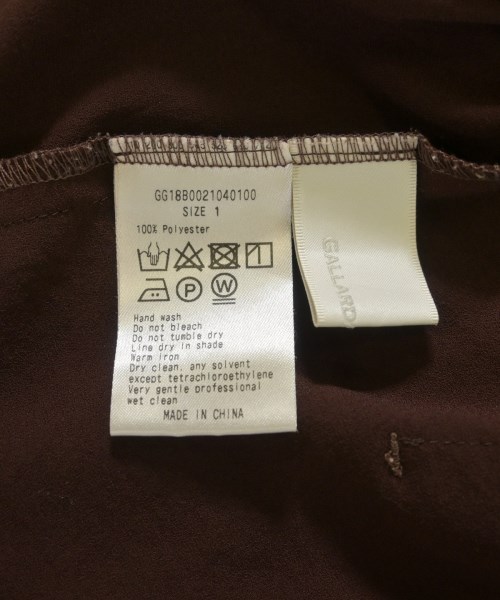 GG18B0021040100
SIZE 1
100% Polyester
P
W
Hand wash
Do not bleach
Do not tumble dry
Line dry in shade
Warm iron
Dry clean, any solvent
except tetrachloroethylene
Very gentle professional
wet clean
MADE IN CHINA
GALLARD